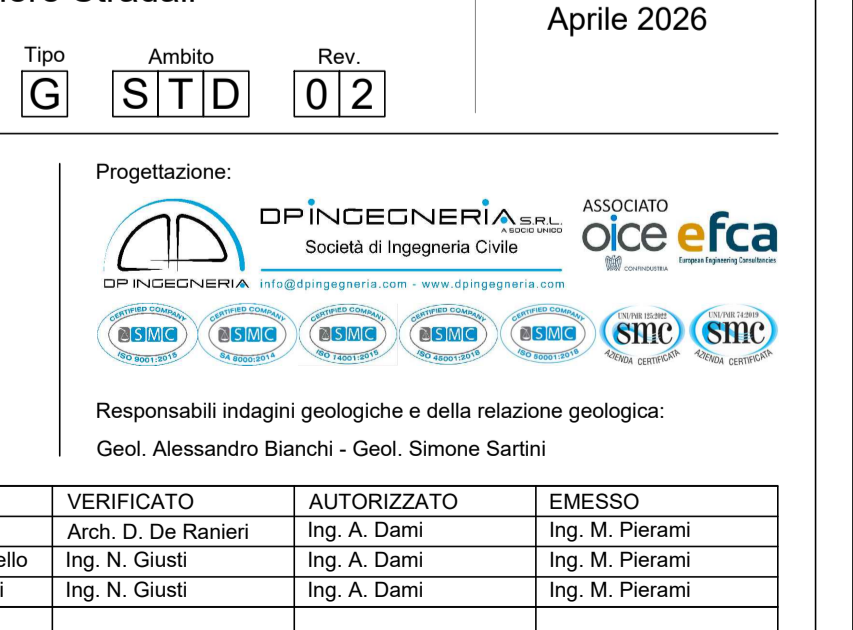 Aprile 2026
Tipo Ambito Rev.
G STD 02
Progettazione:
DP INGEGNERIA
DPINGEGNERIA S.R.L.
A SOCIO UNICO
Società di Ingegneria Civile
info@dpingegneria.com - www.dpingegneria.com
ASSOCIATO
oice
CONFINDUSTRIA
efca
European Engineering Consultancies
CERTIFIED COMPANY
SMC
ISO 9001:2015
CERTIFIED COMPANY
SMC
SA 8000:2014
CERTIFIED COMPANY
SMC
ISO 14001:2015
CERTIFIED COMPANY
SMC
ISO 45001:2018
CERTIFIED COMPANY
SMC
ISO 50001:2018
UNI/PdR 125:2022
smc
AZIENDA CERTIFICATA
UNI/PdR 74:2019
smc
AZIENDA CERTIFICATA
Responsabili indagini geologiche e della relazione geologica:
Geol. Alessandro Bianchi - Geol. Simone Sartini
VERIFICATO AUTORIZZATO EMESSO
Arch. D. De Ranieri Ing. A. Dami Ing. M. Pierami
ello Ing. N. Giusti Ing. A. Dami Ing. M. Pierami
i Ing. N. Giusti Ing. A. Dami Ing. M. Pierami